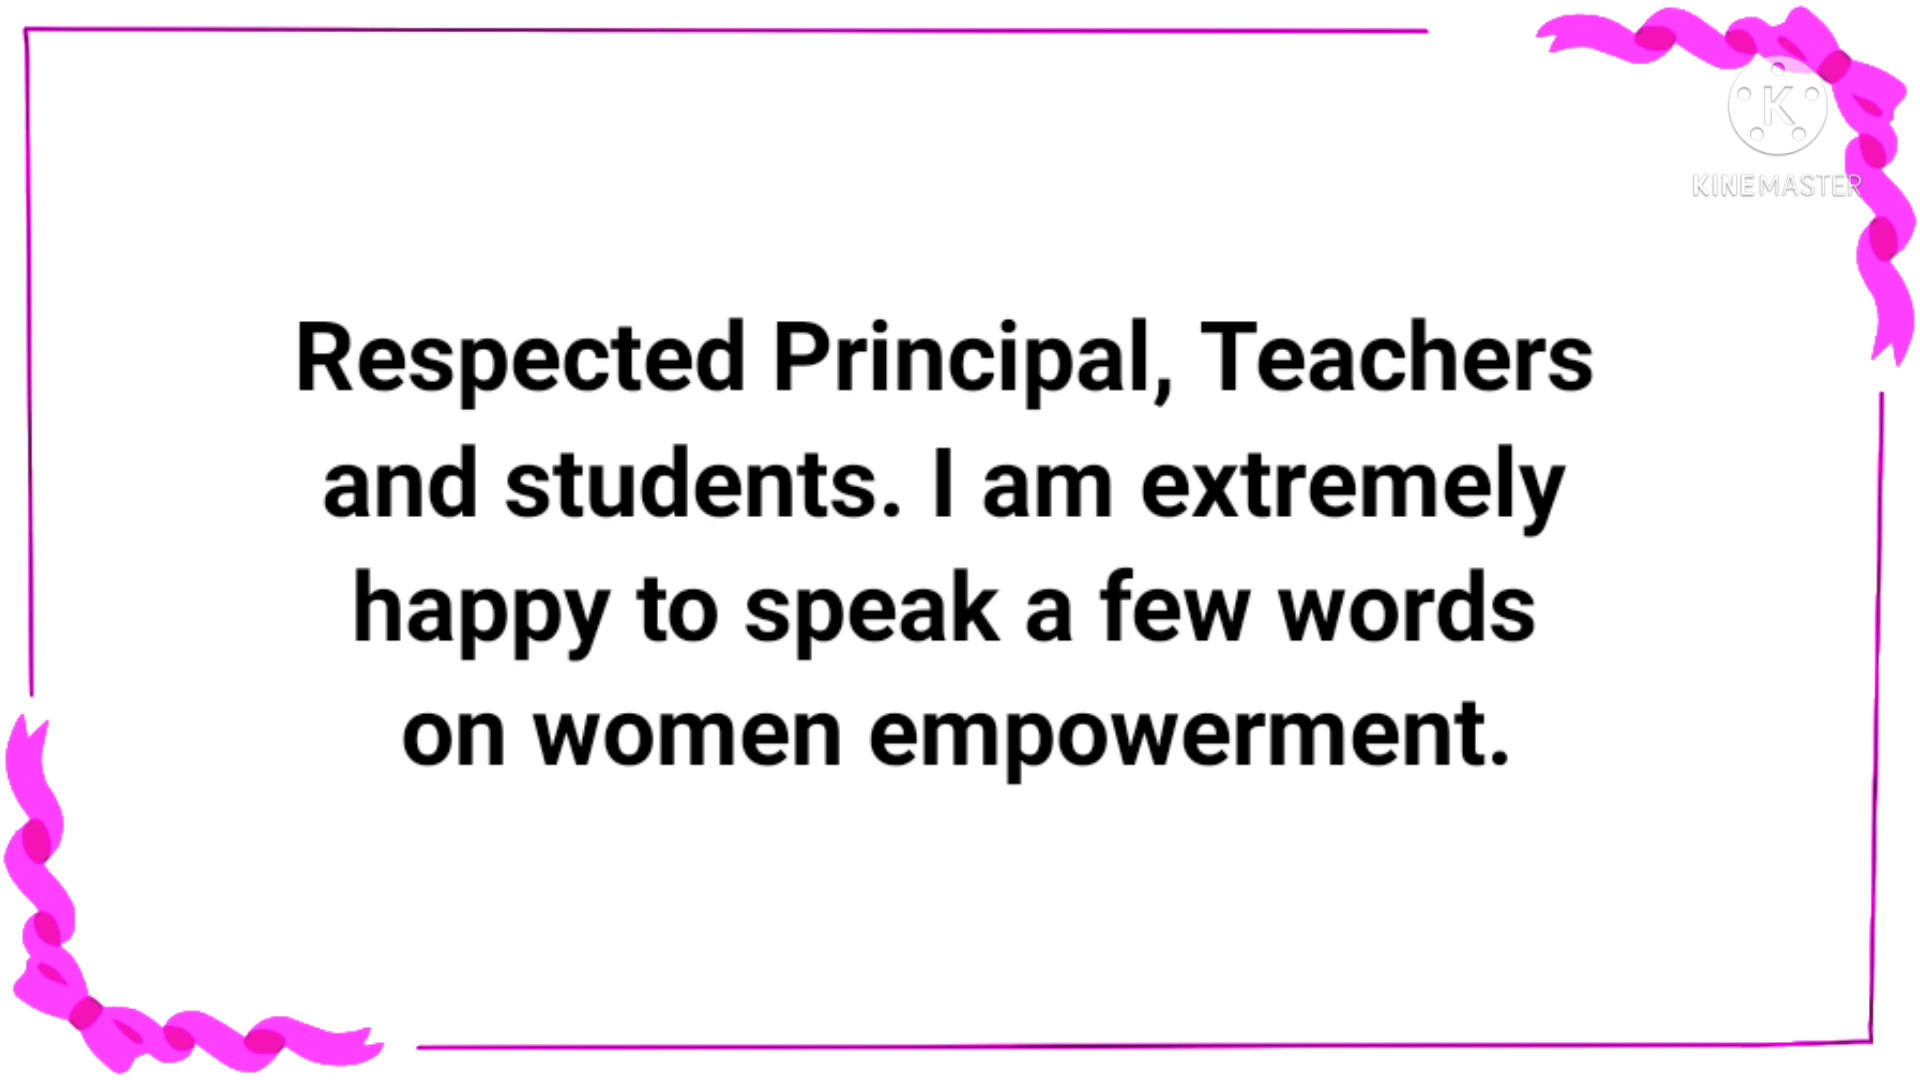 K
KINEMASTER
Respected Principal, Teachers
and students. I am extremely
happy to speak a few words
on women empowerment.